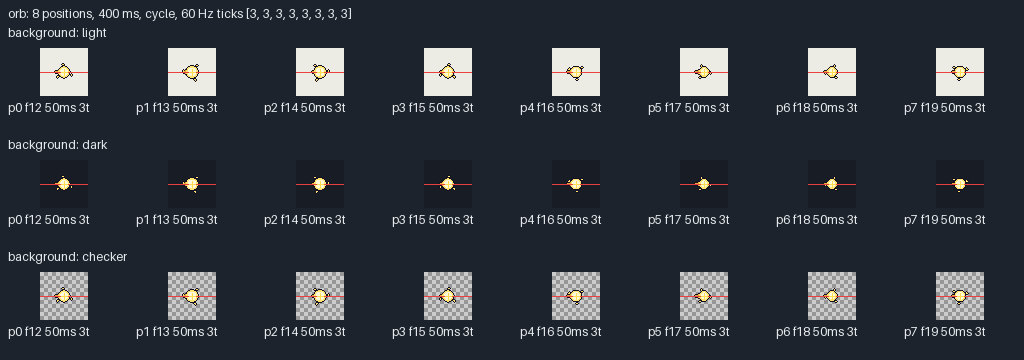 orb: 8 positions, 400 ms, cycle, 60 Hz ticks [3, 3, 3, 3, 3, 3, 3, 3]
background: light
p0 f12 50ms 3t p1 f13 50ms 3t p2 f14 50ms 3t p3 f15 50ms 3t p4 f16 50ms 3t p5 f17 50ms 3t p6 f18 50ms 3t p7 f19 50ms 3t
background: dark
p0 f12 50ms 3t p1 f13 50ms 3t p2 f14 50ms 3t p3 f15 50ms 3t p4 f16 50ms 3t p5 f17 50ms 3t p6 f18 50ms 3t p7 f19 50ms 3t
background: checker
p0 f12 50ms 3t p1 f13 50ms 3t p2 f14 50ms 3t p3 f15 50ms 3t p4 f16 50ms 3t p5 f17 50ms 3t p6 f18 50ms 3t p7 f19 50ms 3t